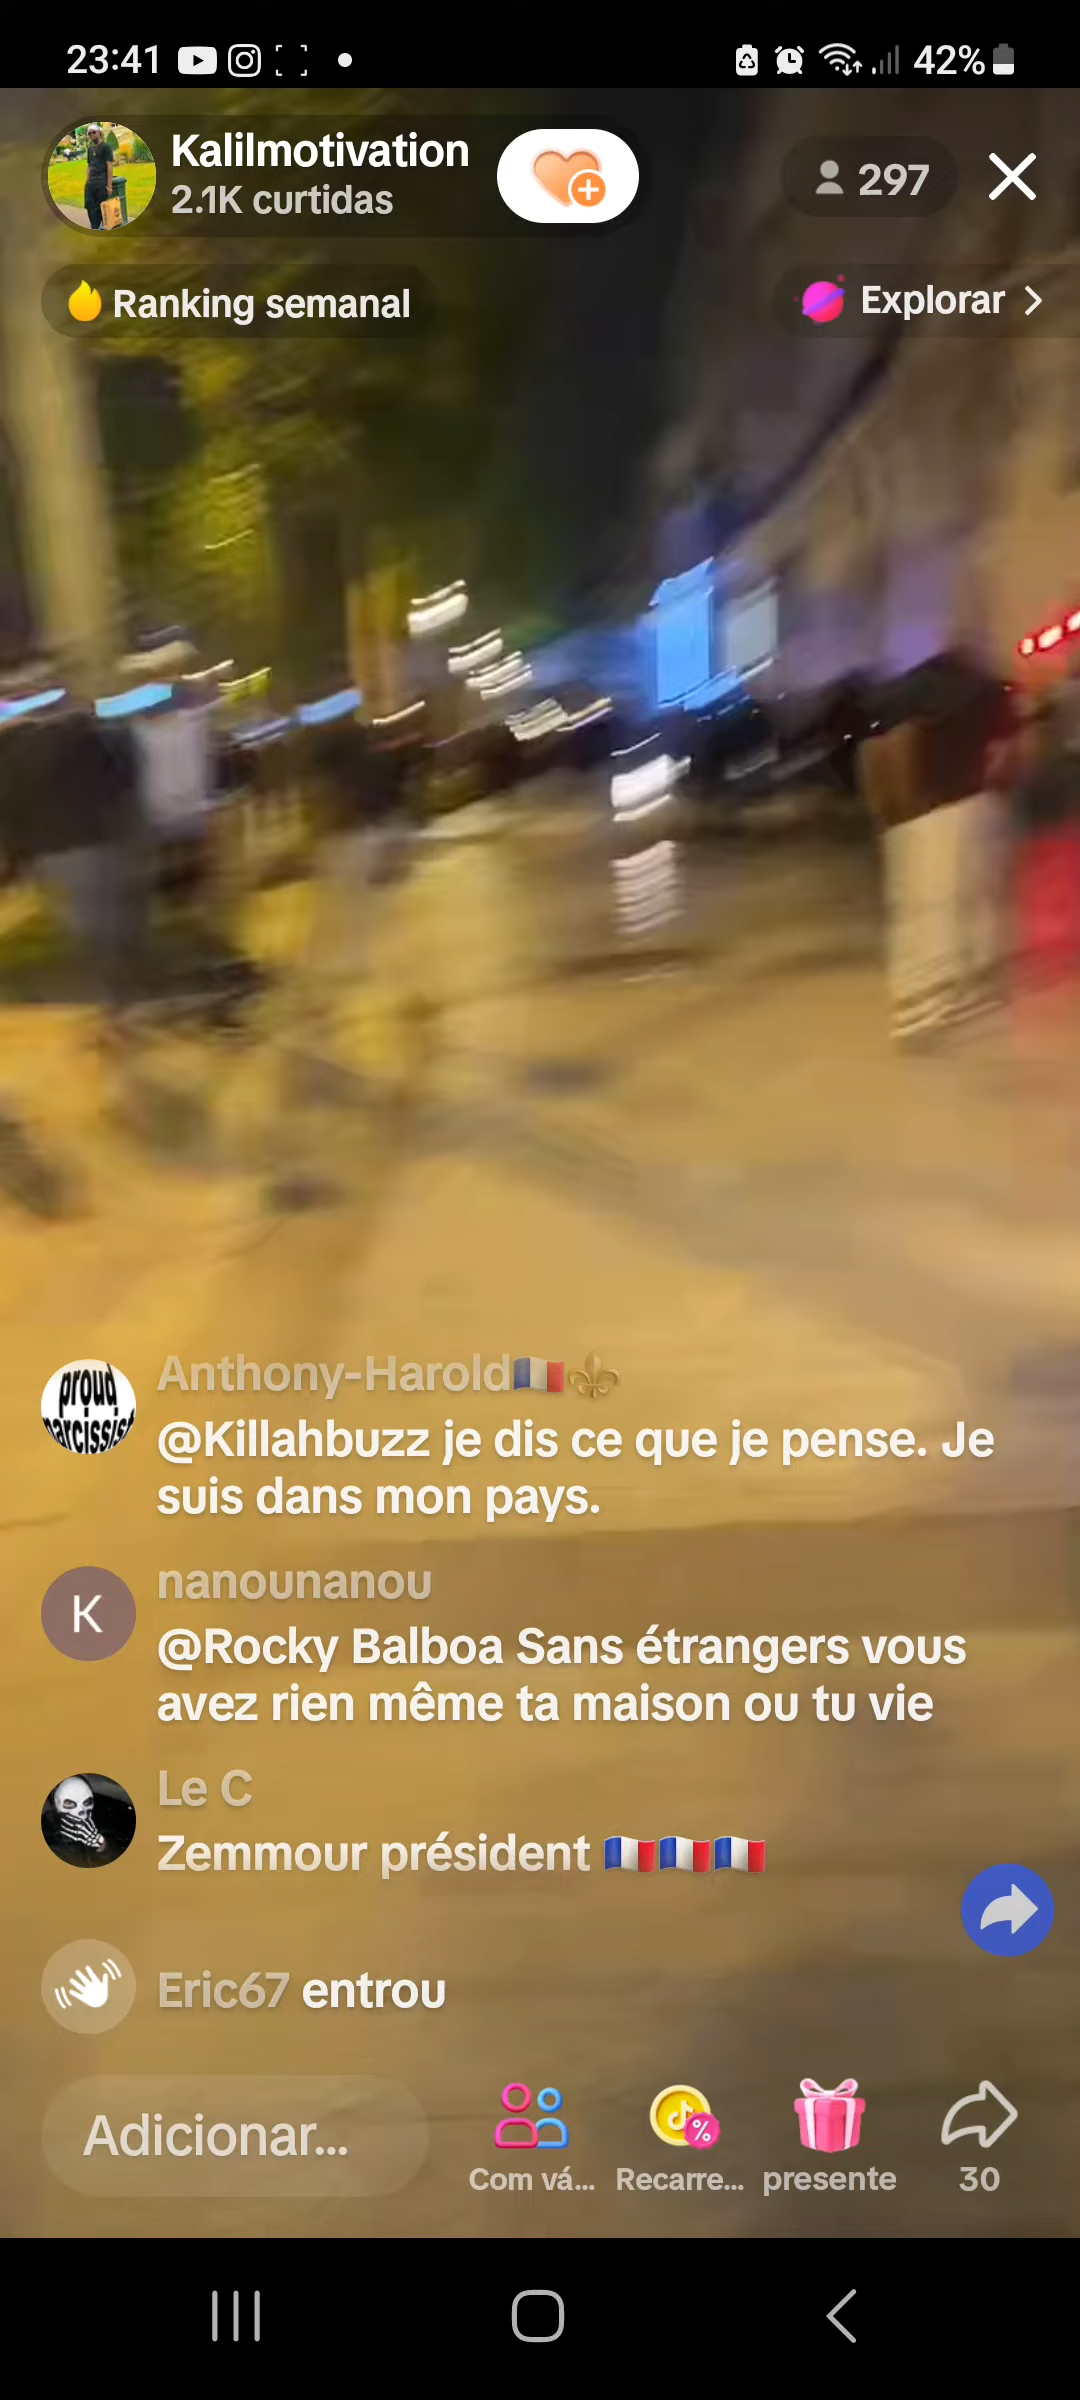 23:41
42%
Kalilmotivation
2.1K curtidas
297
Ranking semanal
Explorar
proud
narcissist
Anthony-Harold🇫🇷⚜️
@Killahbuzz je dis ce que je pense. Je
suis dans mon pays.
K
nanounanou
@Rocky Balboa Sans étrangers vous
avez rien même ta maison ou tu vie
Le C
Zemmour président 🇫🇷🇫🇷🇫🇷
Eric67 entrou
Adicionar...
Com vá...
Recarre...
presente
30